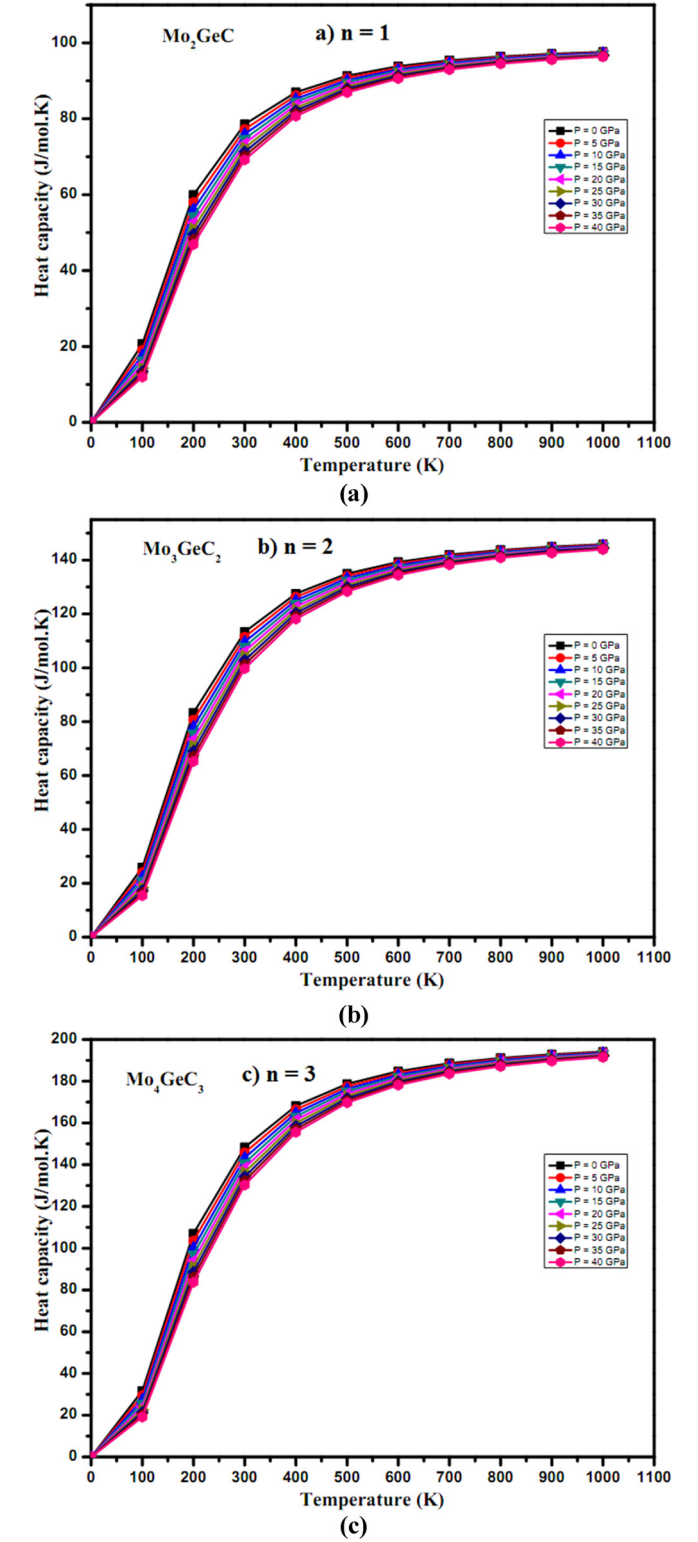 Mo2GeC
a) n = 1
Heat capacity (J/mol.K)
100
80
60
40
20
0
P = 0 GPa
P = 5 GPa
P = 10 GPa
P = 15 GPa
P = 20 GPa
P = 25 GPa
P = 30 GPa
P = 35 GPa
P = 40 GPa
0 100 200 300 400 500 600 700 800 900 1000 1100
Temperature (K)
(a)
Mo3GeC2
b) n = 2
Heat capacity (J/mol.K)
140
120
100
80
60
40
20
0
P = 0 GPa
P = 5 GPa
P = 10 GPa
P = 15 GPa
P = 20 GPa
P = 25 GPa
P = 30 GPa
P = 35 GPa
P = 40 GPa
0 100 200 300 400 500 600 700 800 900 1000 1100
Temperature (K)
(b)
Mo4GeC3
c) n = 3
Heat capacity (J/mol.K)
200
180
160
140
120
100
80
60
40
20
0
P = 0 GPa
P = 5 GPa
P = 10 GPa
P = 15 GPa
P = 20 GPa
P = 25 GPa
P = 30 GPa
P = 35 GPa
P = 40 GPa
0 100 200 300 400 500 600 700 800 900 1000 1100
Temperature (K)
(c)